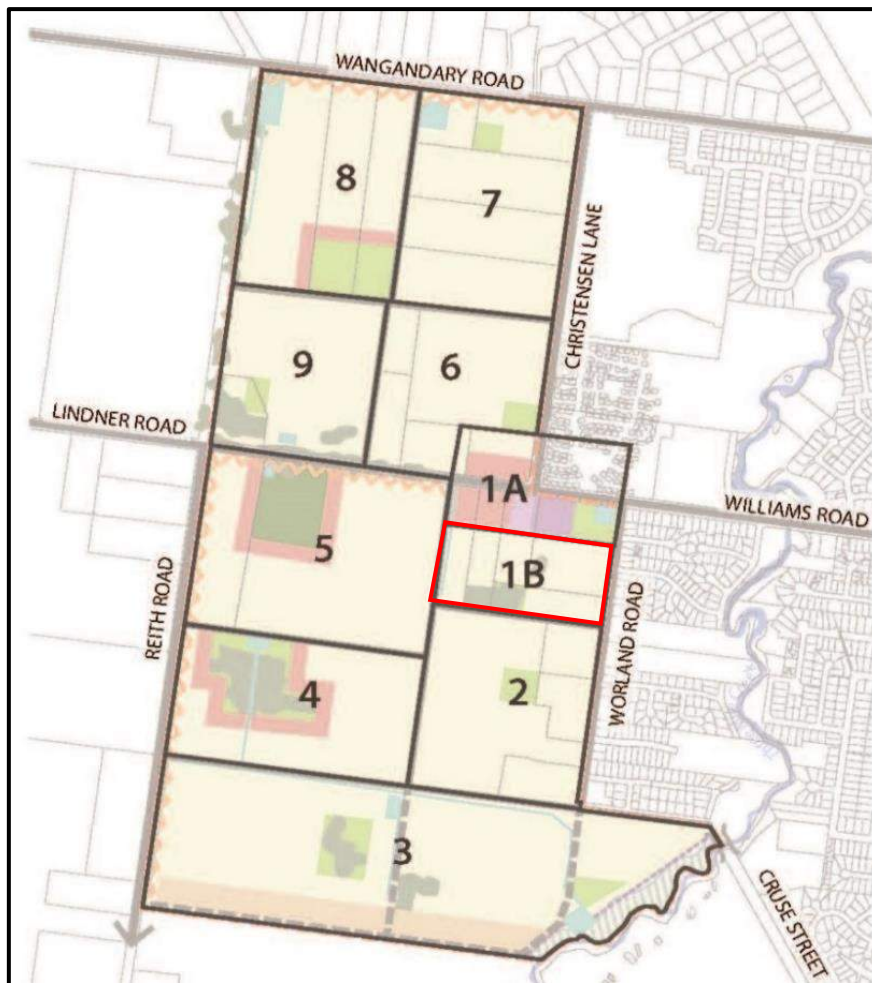 WANGANDARY ROAD
8
7
CHRISTENSEN LANE
9
6
LINDNER ROAD
1A
WILLIAMS ROAD
5
1B
REITH ROAD
WORLAND ROAD
4
2
3
CRUSE STREET